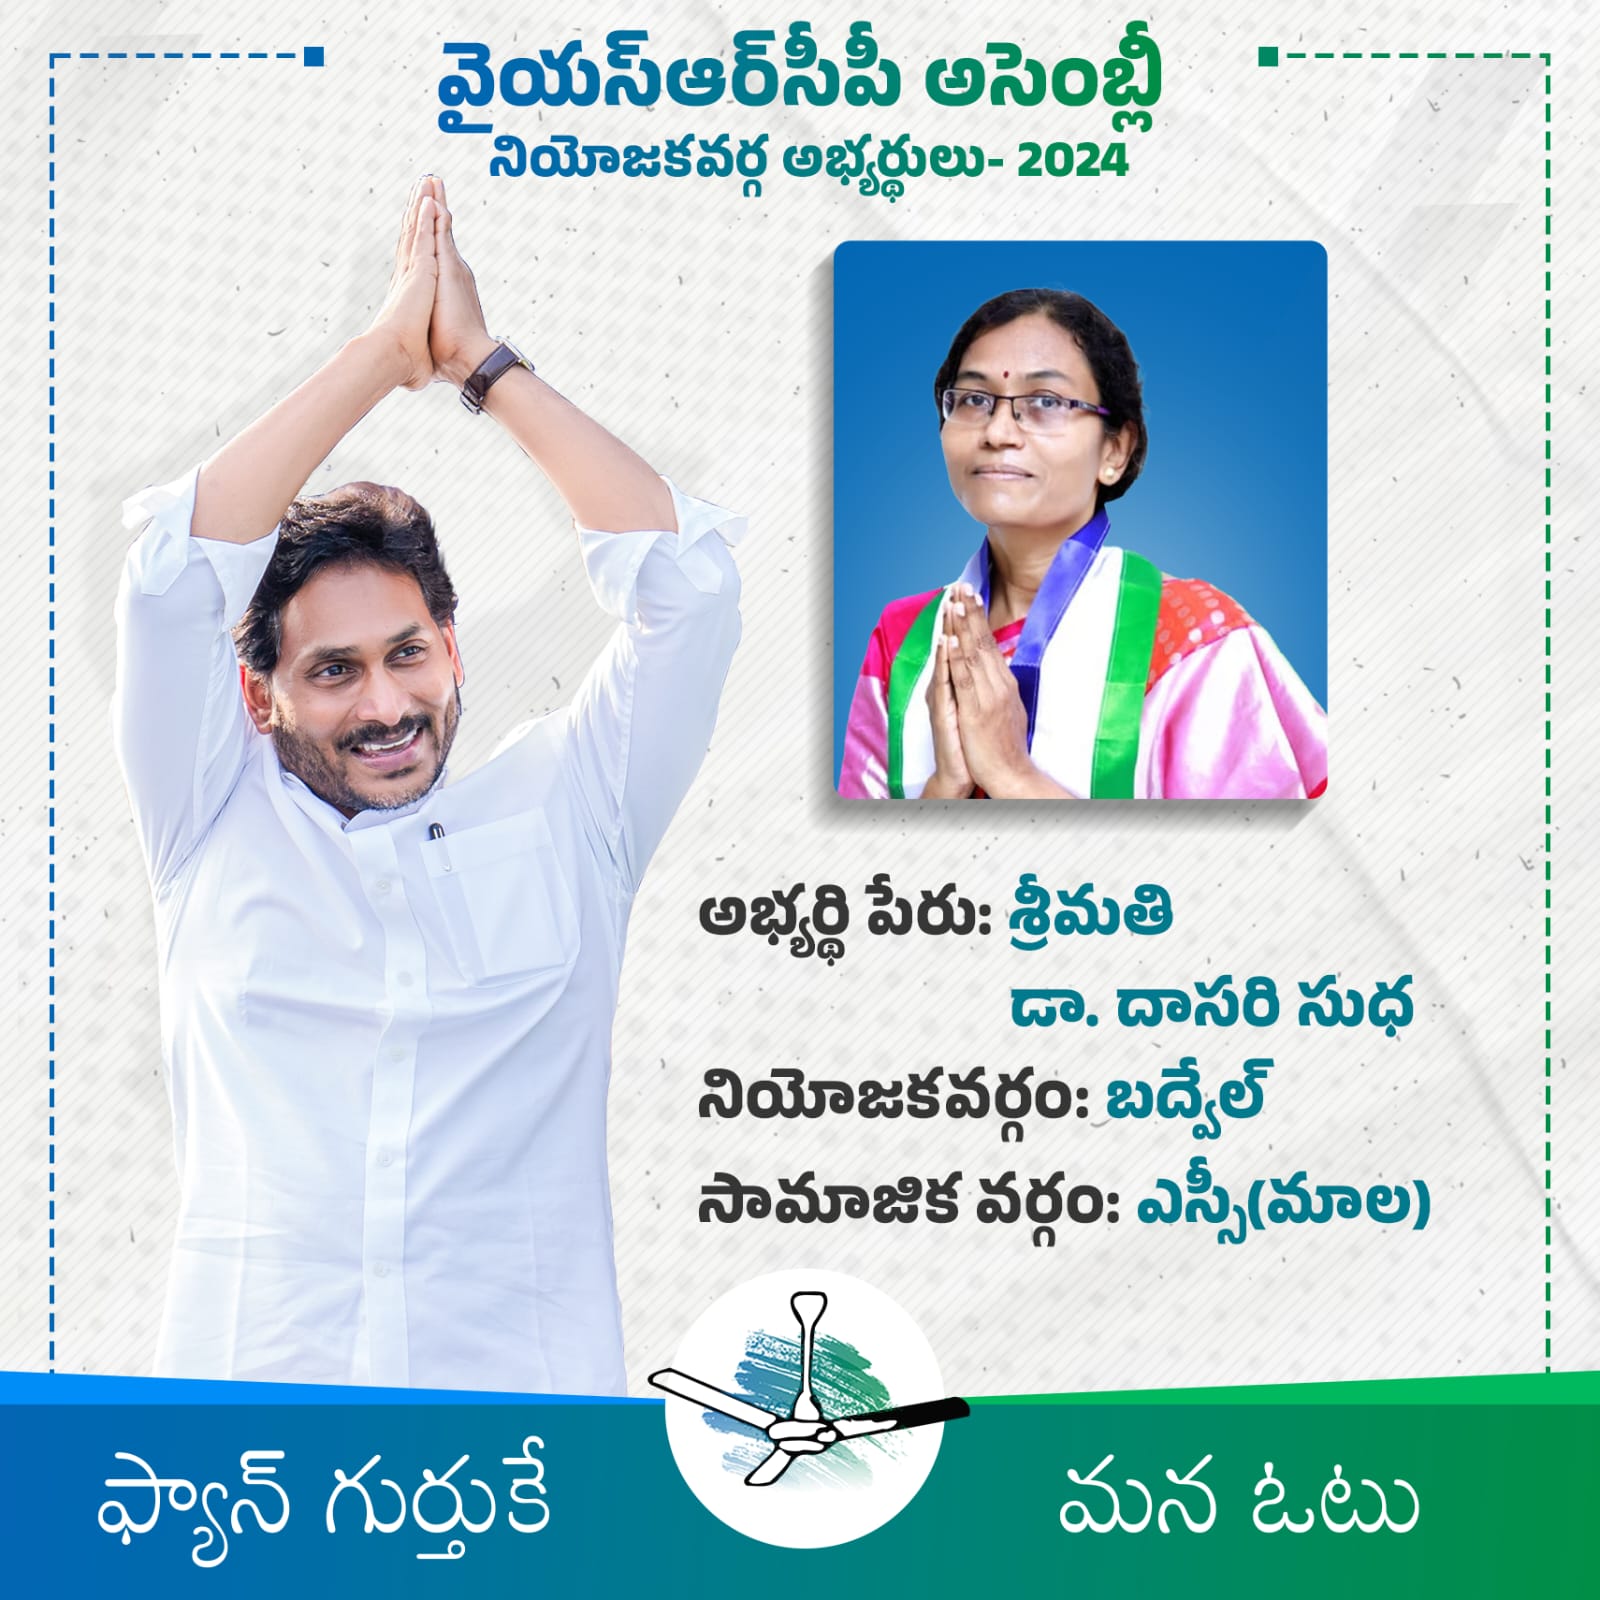 వైయస్ఆర్‌సీపీ అసెంబ్లీ
నియోజకవర్గ అభ్యర్థులు- 2024
అభ్యర్థి పేరు: శ్రీమతి
డా. దాసరి సుధ
నియోజకవర్గం: బద్వేల్
సామాజిక వర్గం: ఎస్సీ(మాల)
ఫ్యాన్ గుర్తుకే మన ఓటు